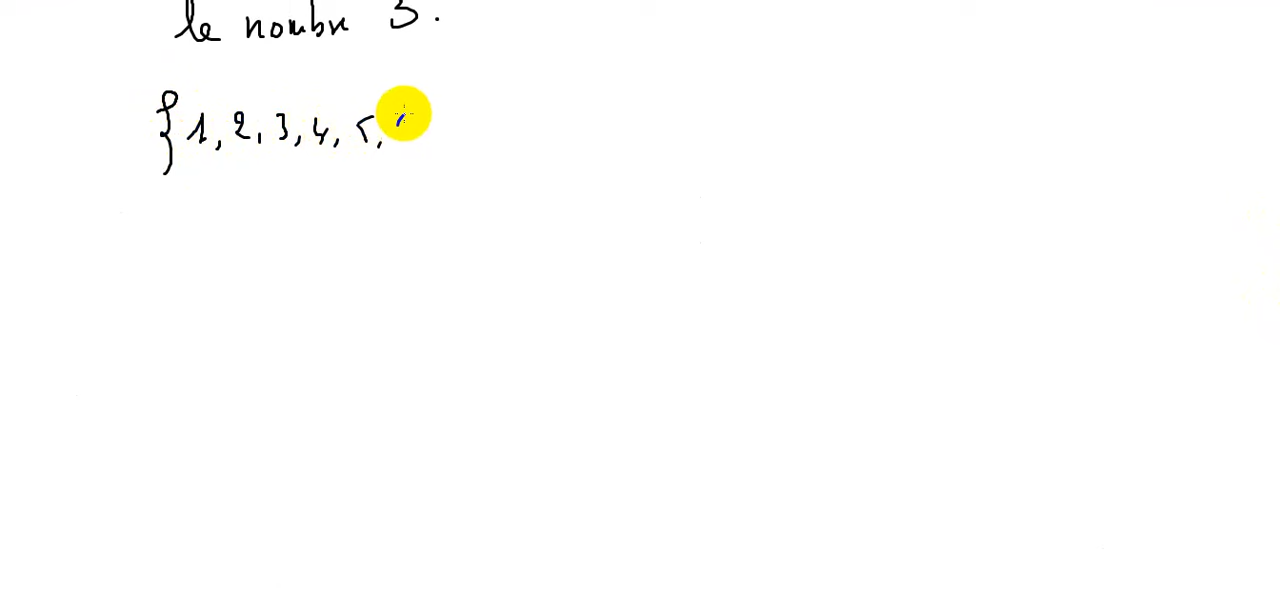 le nombre 3.
{1, 2, 3, 4, 5,